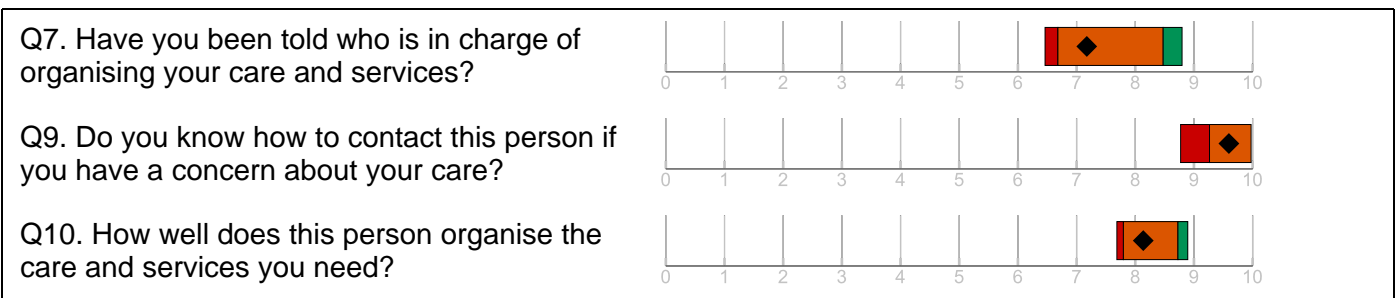 Q7. Have you been told who is in charge of
organising your care and services?
0 1 2 3 4 5 6 7 8 9 10
Q9. Do you know how to contact this person if
you have a concern about your care?
0 1 2 3 4 5 6 7 8 9 10
Q10. How well does this person organise the
care and services you need?
0 1 2 3 4 5 6 7 8 9 10